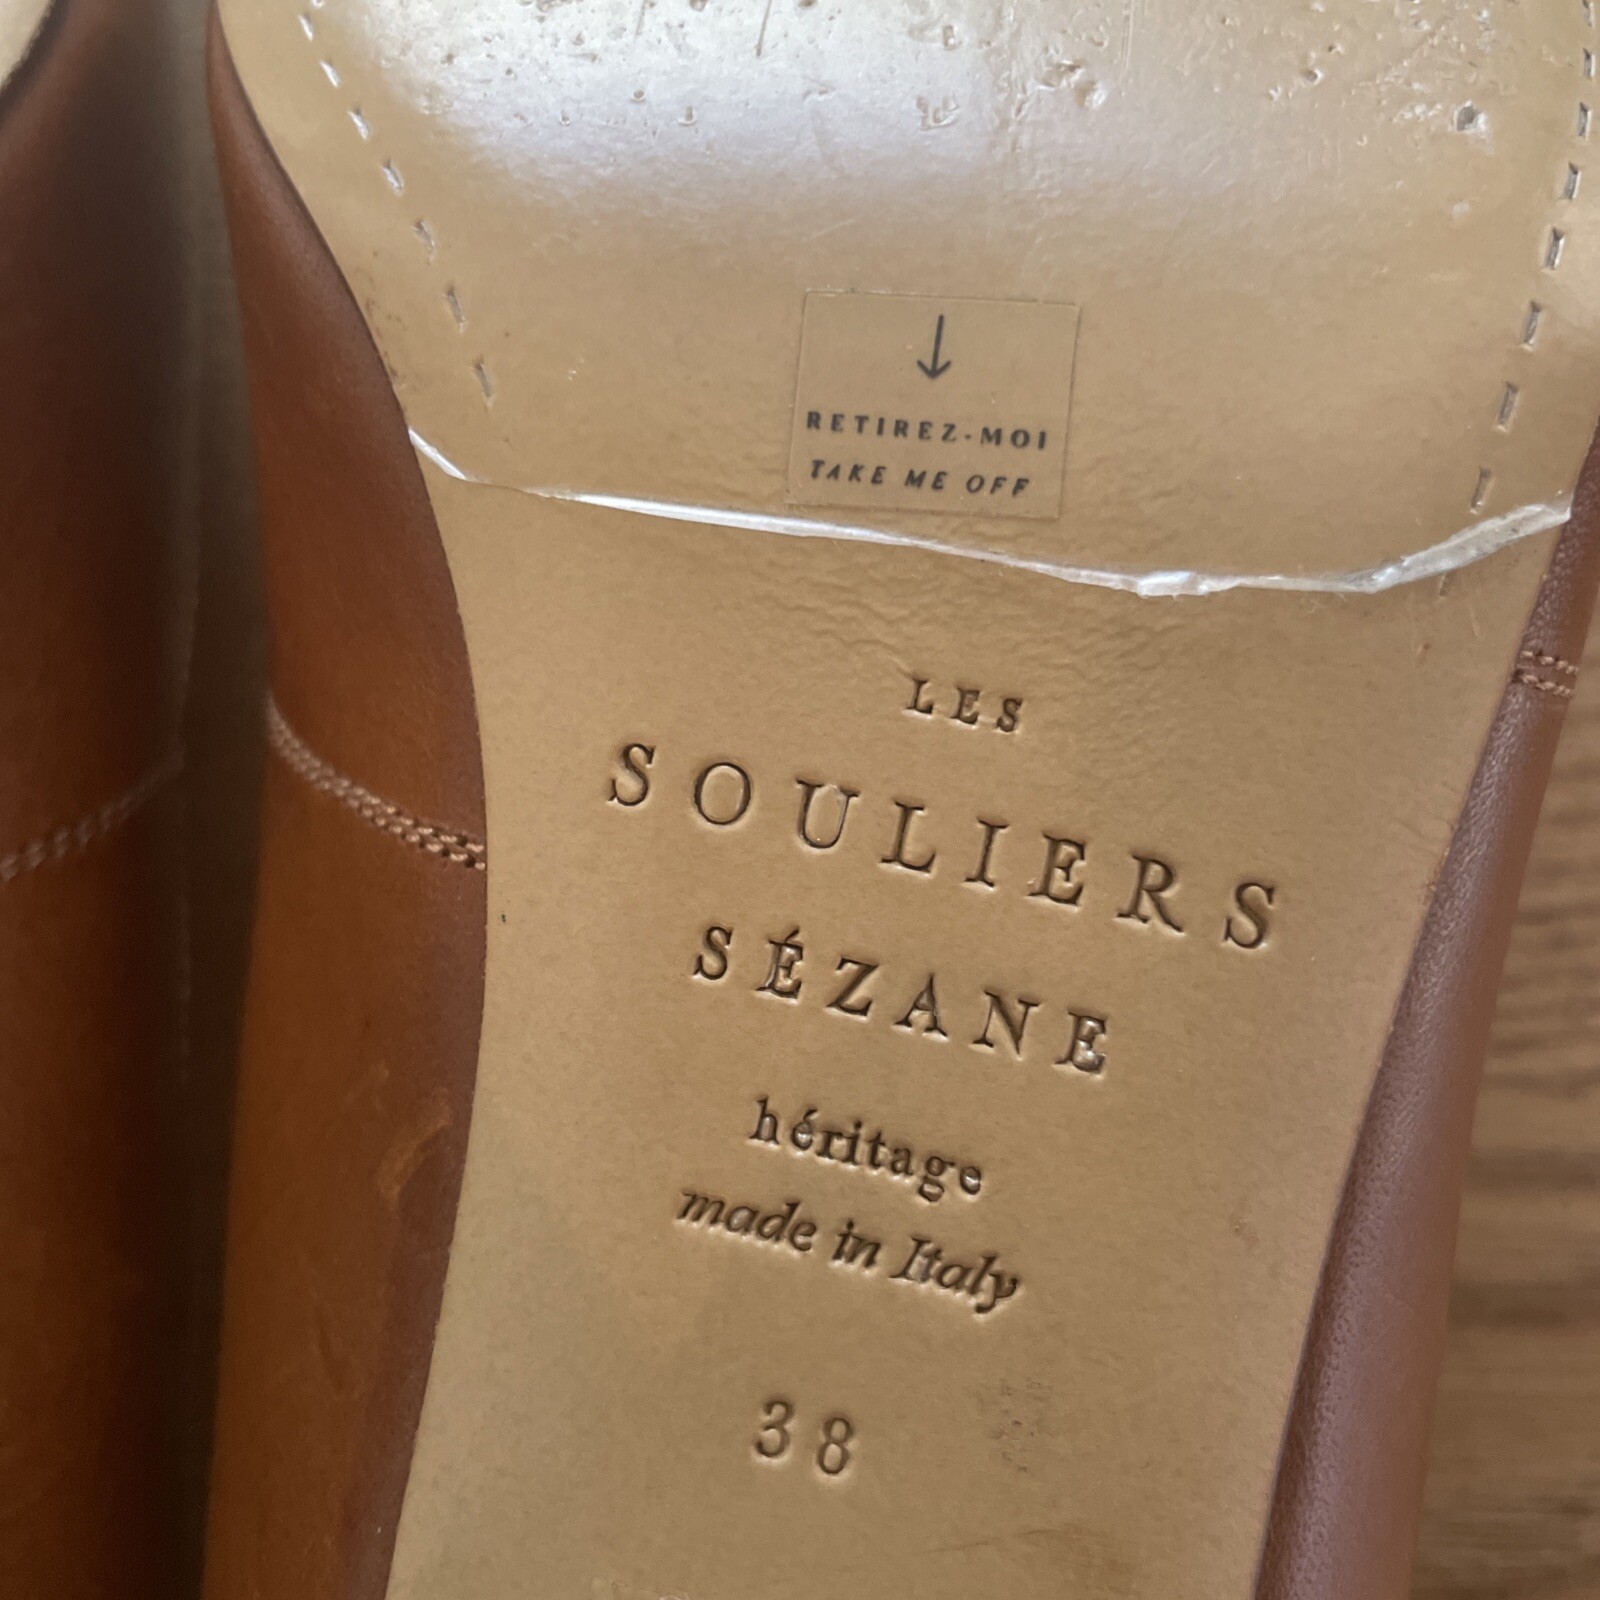 RETIREZ-MOI
TAKE ME OFF
LES
SOULIERS
SÉZANE
héritage
made in Italy
38